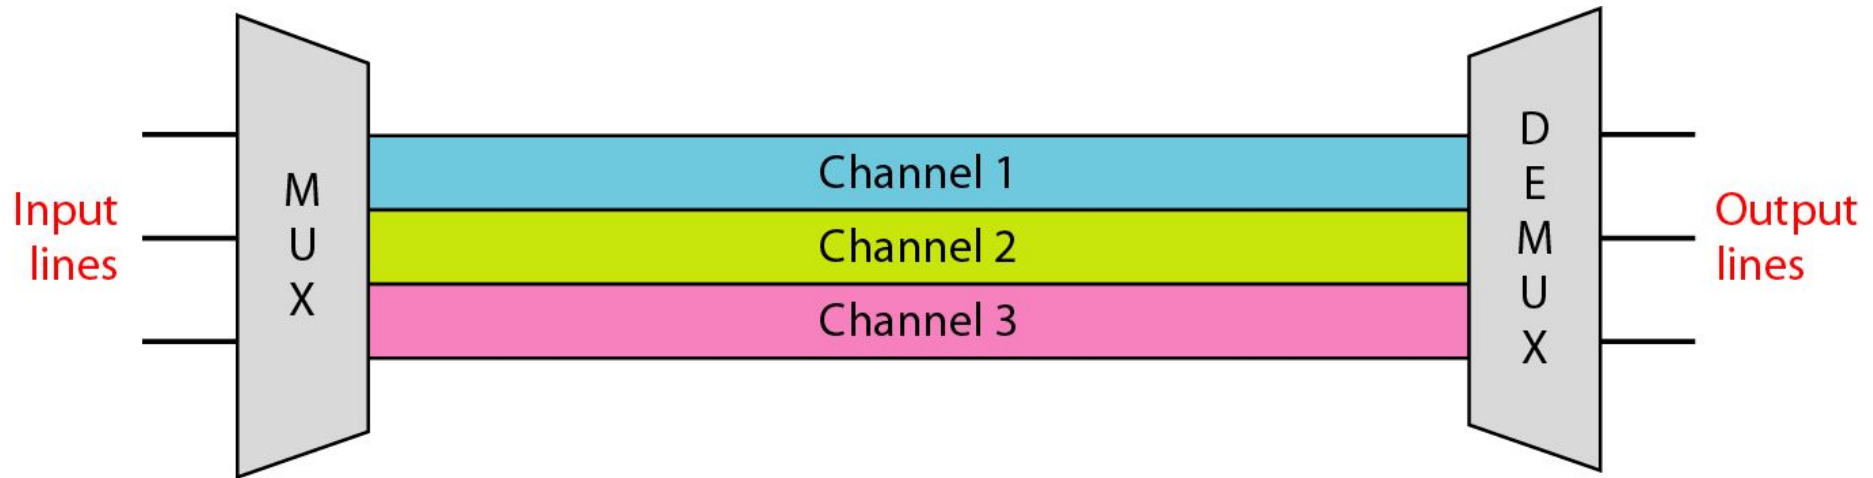 Input
lines
M
U
X
Channel 1
Channel 2
Channel 3
D
E
M
U
X
Output
lines